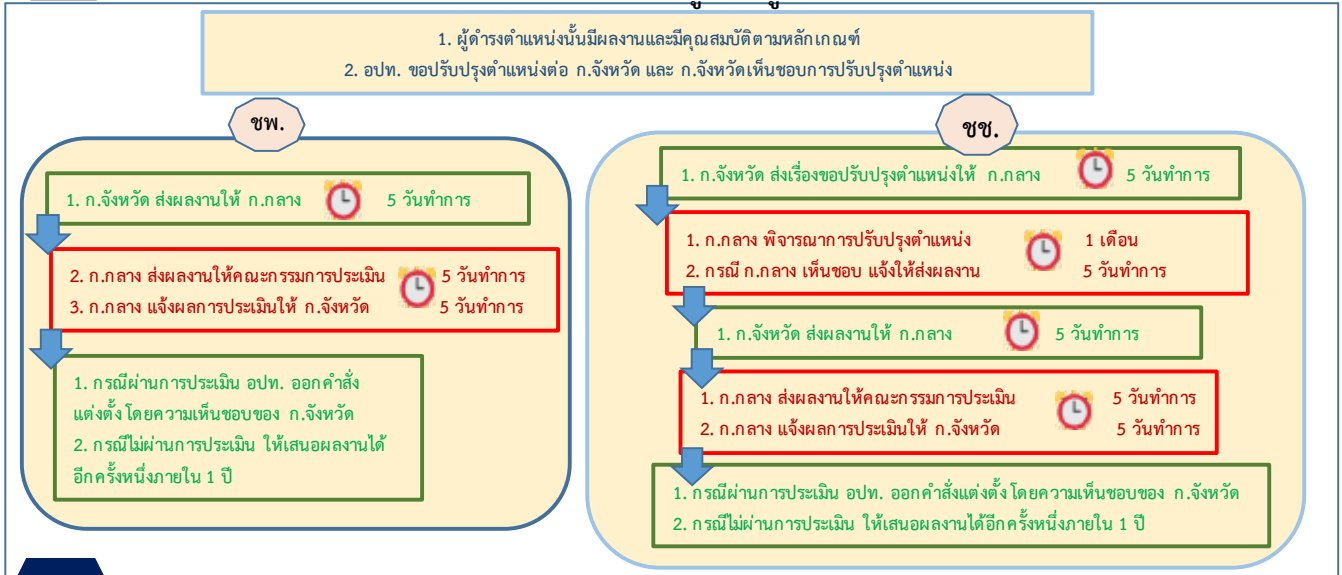 1. ผู้ดำรงตำแหน่งนั้นมีผลงานและมีคุณสมบัติตามหลักเกณฑ์
2. อปท. ขอปรับปรุงตำแหน่งต่อ ก.จังหวัด และ ก.จังหวัดเห็นชอบการปรับปรุงตำแหน่ง
ชพ.
1. ก.จังหวัด ส่งผลงานให้ ก.กลาง 5 วันทำการ
2. ก.กลาง ส่งผลงานให้คณะกรรมการประเมิน 5 วันทำการ
3. ก.กลาง แจ้งผลการประเมินให้ ก.จังหวัด 5 วันทำการ
1. กรณีผ่านการประเมิน อปท. ออกคำสั่ง
แต่งตั้ง โดยความเห็นชอบของ ก.จังหวัด
2. กรณีไม่ผ่านการประเมิน ให้เสนอผลงานได้
อีกครั้งหนึ่งภายใน 1 ปี
ชช.
1. ก.จังหวัด ส่งเรื่องขอปรับปรุงตำแหน่งให้ ก.กลาง 5 วันทำการ
1. ก.กลาง พิจารณาการปรับปรุงตำแหน่ง 1 เดือน
2. กรณี ก.กลาง เห็นชอบ แจ้งให้ส่งผลงาน 5 วันทำการ
1. ก.จังหวัด ส่งผลงานให้ ก.กลาง 5 วันทำการ
1. ก.กลาง ส่งผลงานให้คณะกรรมการประเมิน 5 วันทำการ
2. ก.กลาง แจ้งผลการประเมินให้ ก.จังหวัด 5 วันทำการ
1. กรณีผ่านการประเมิน อปท. ออกคำสั่งแต่งตั้ง โดยความเห็นชอบของ ก.จังหวัด
2. กรณีไม่ผ่านการประเมิน ให้เสนอผลงานได้อีกครั้งหนึ่งภายใน 1 ปี